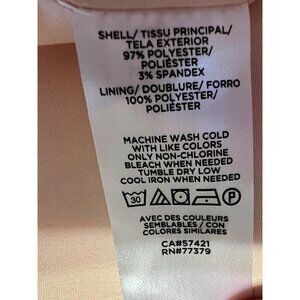 SHELL/ TISSU PRINCIPAL/
TELA EXTERIOR
97% POLYESTER/
POLIÉSTER
3% SPANDEX
LINING/ DOUBLURE/ FORRO
100% POLYESTER/
POLIÉSTER
MACHINE WASH COLD
WITH LIKE COLORS
ONLY NON-CHLORINE
BLEACH WHEN NEEDED
TUMBLE DRY LOW
COOL IRON WHEN NEEDED
30 P
AVEC DES COULEURS
SEMBLABLES / CON
COLORES SIMILARES
CA#57421
RN#77379